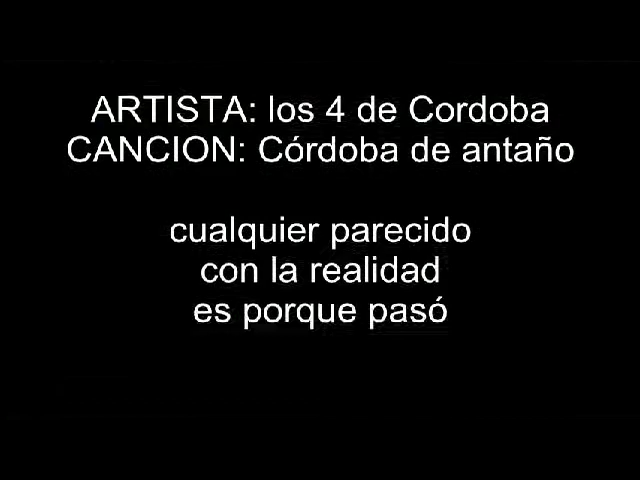 ARTISTA: los 4 de Cordoba
CANCION: Córdoba de antaño
cualquier parecido
con la realidad
es porque pasó